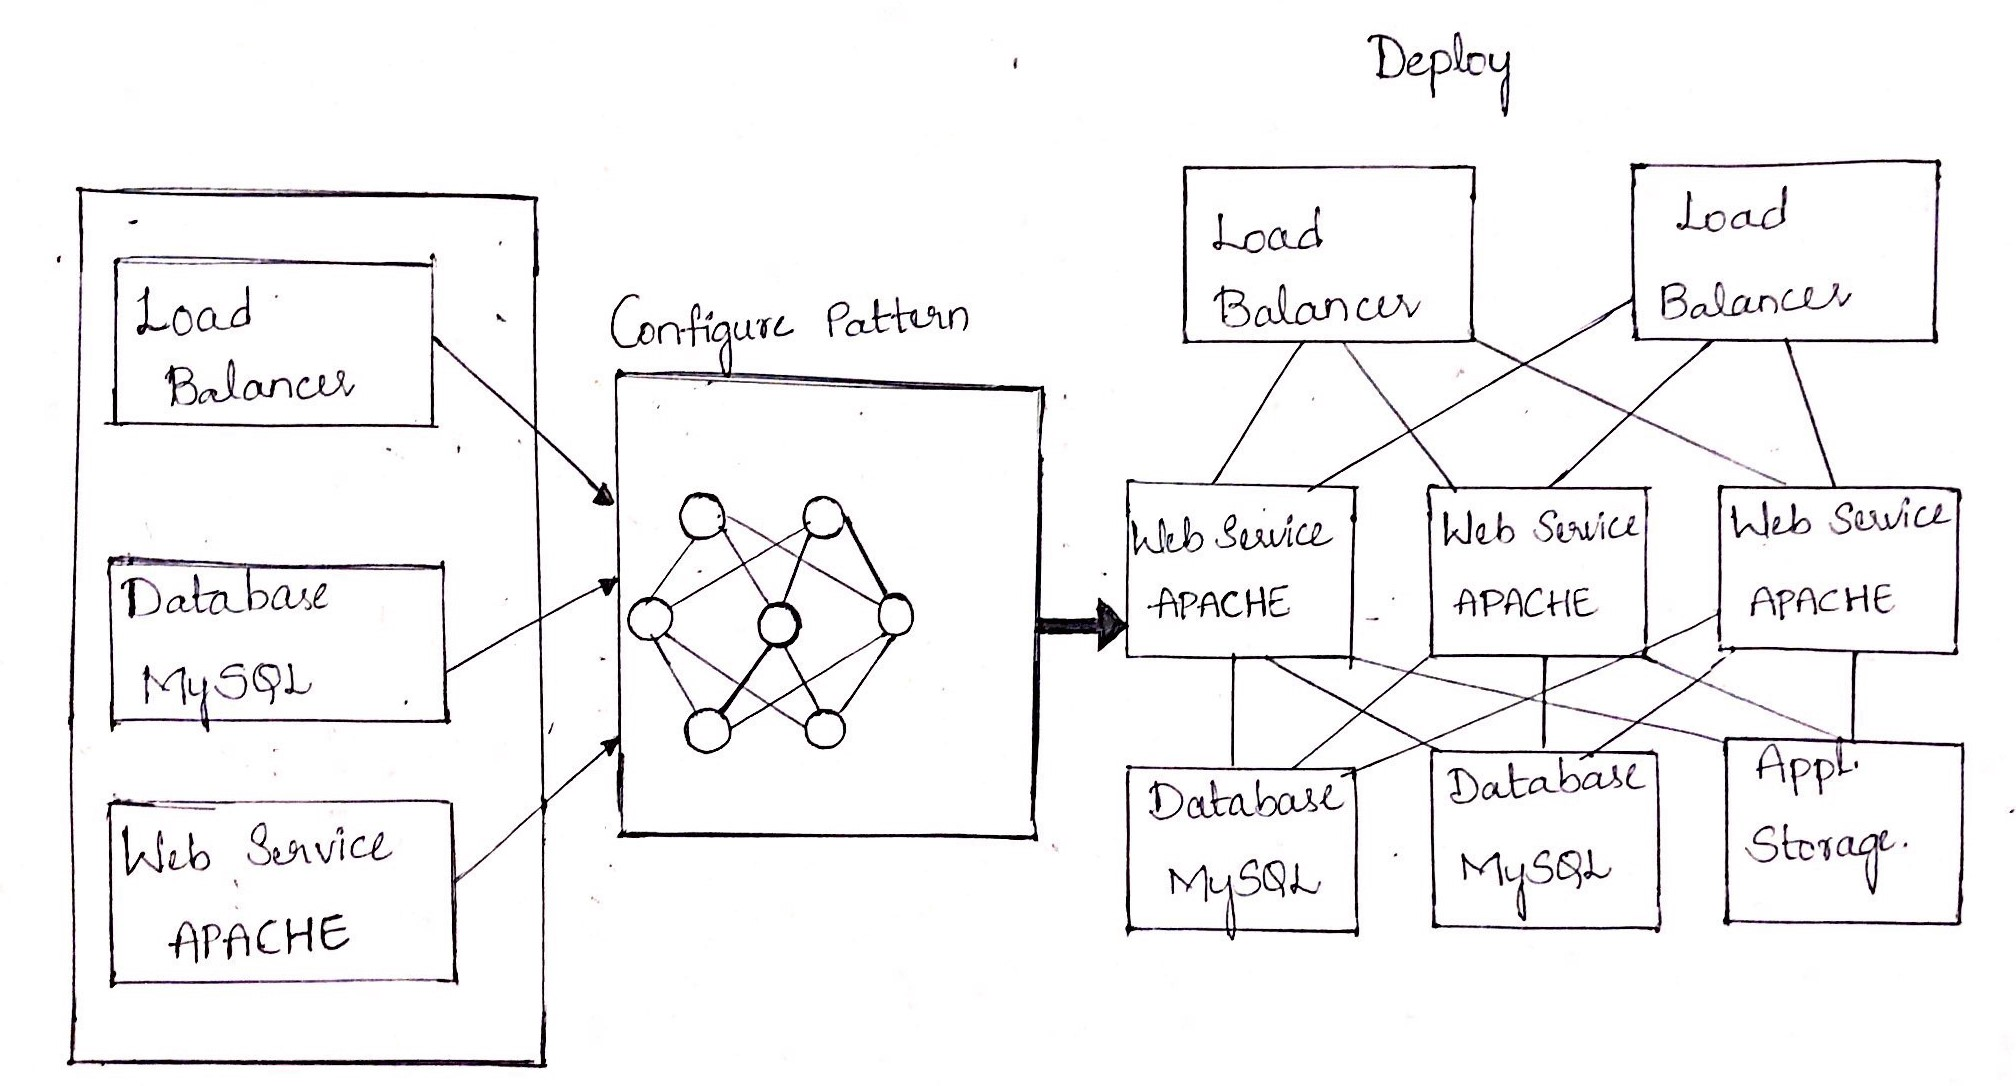 Deploy
Load
Balancer
Database
MySQL
Web Service
APACHE
Configure Pattern
Load
Balancer
Load
Balancer
Web Service
APACHE
Web Service
APACHE
Web Service
APACHE
Database
MySQL
Database
MySQL
Appl.
Storage.